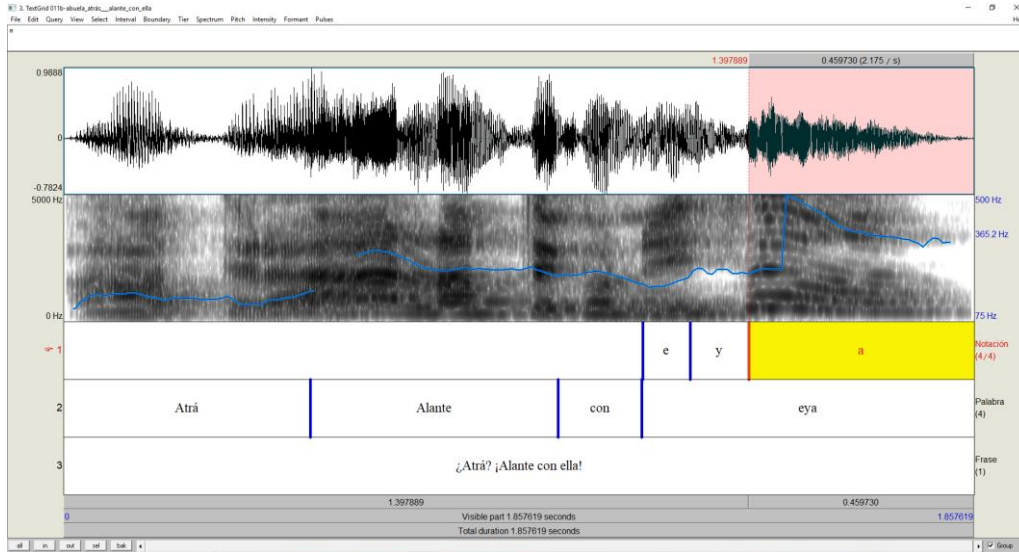 3. TextGrid 011b-abuela_atrás__alante_con_ella
File Edit Query View Select Interval Boundary Tier Spectrum Pitch Intensity Formant Pulses
a
1.397889 0.459730 (2.175 / s)
0.9888
0
-0.7824
5000 Hz 500 Hz
365.2 Hz
0 Hz 75 Hz
1 e y a Notación (4/4)
2 Atrá Alante con eya Palabra (4)
3 ¿Atrá? ¡Alante con ella! Frase (1)
1.397889 0.459730
0 Visible part 1.857619 seconds 1.857619
Total duration 1.857619 seconds
all in out sel bak Group